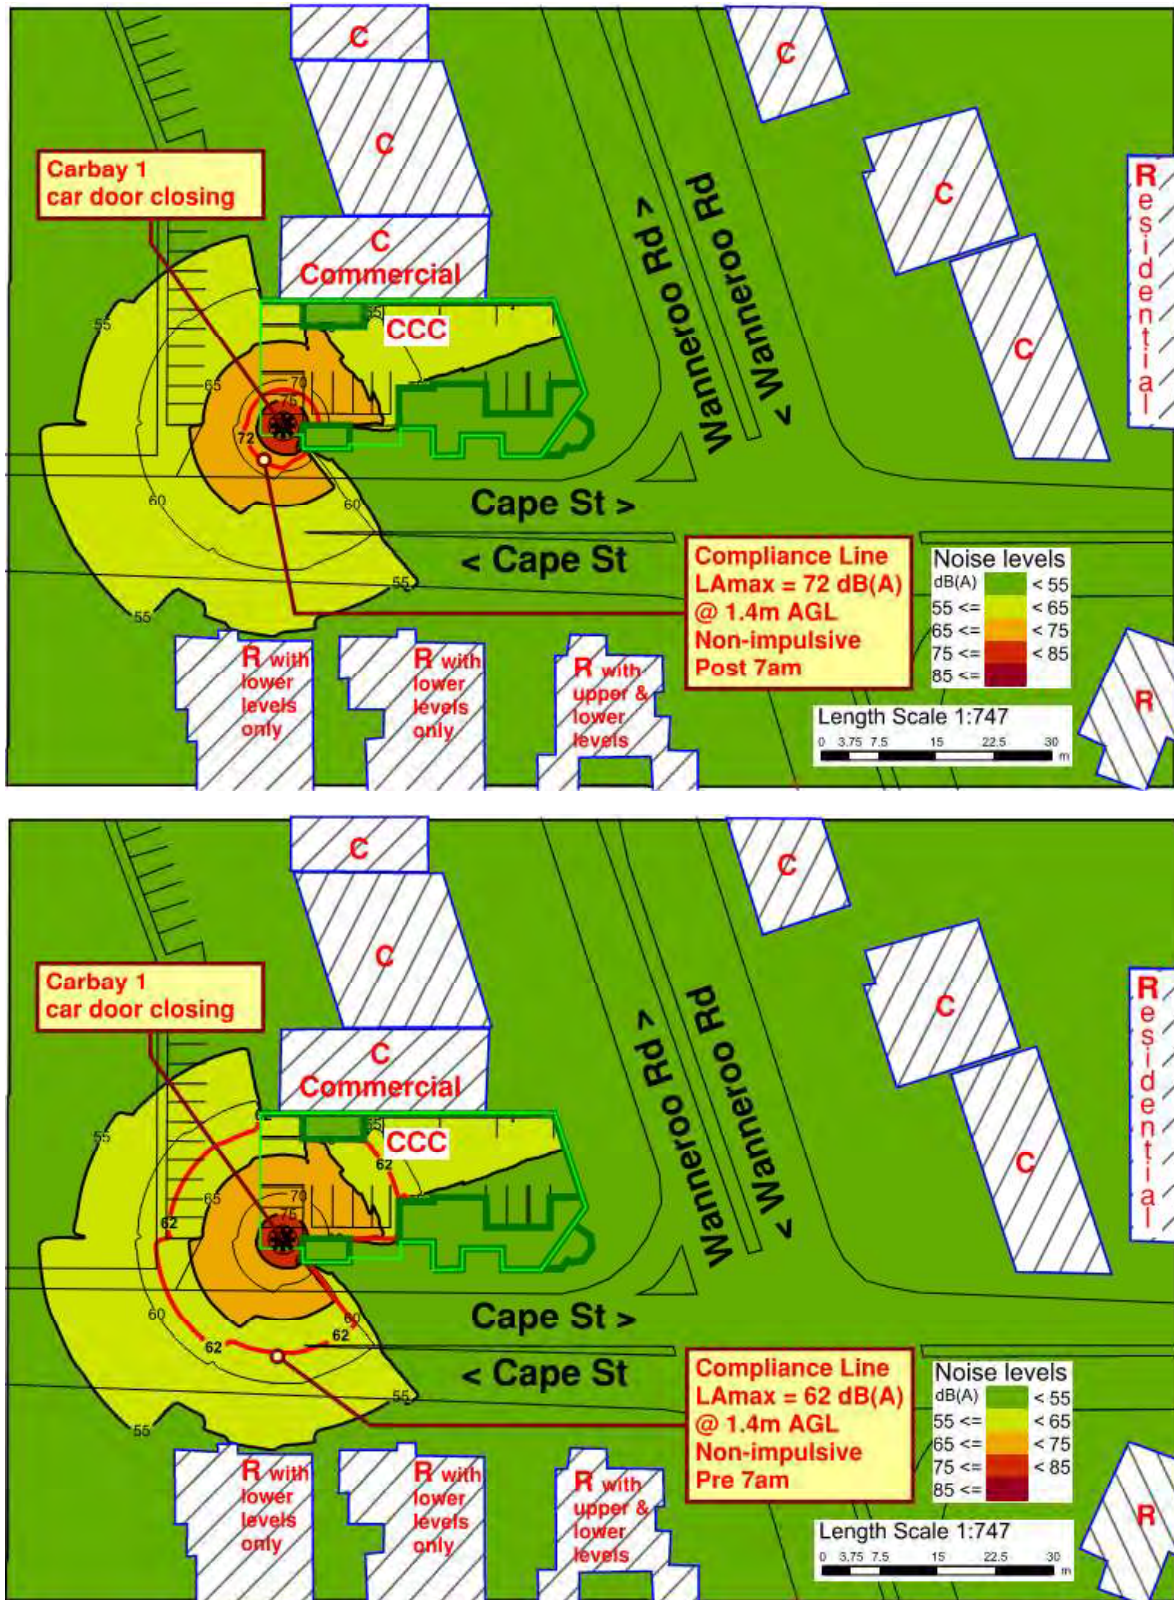 C
C
C
C
Commercial
Carbay 1
car door closing
CCC
Wanneroo Rd >
< Wanneroo Rd
C
C
Residential
55
65
70
75
72
60
60
55
55
Cape St >
< Cape St
Compliance Line
LAmax = 72 dB(A)
@ 1.4m AGL
Non-impulsive
Post 7am
Noise levels
dB(A)
< 55
55 <=
< 65
65 <=
< 75
75 <=
< 85
85 <=
R with
lower
levels
only
R with
lower
levels
only
R with
upper &
lower
levels
R
Length Scale 1:747
0 3.75 7.5 15 22.5 30
m
C
C
C
C
Commercial
Carbay 1
car door closing
CCC
Wanneroo Rd >
< Wanneroo Rd
C
C
Residential
62
55
62
65
70
75
62
60
60
62
62
55
55
Cape St >
< Cape St
Compliance Line
LAmax = 62 dB(A)
@ 1.4m AGL
Non-impulsive
Pre 7am
Noise levels
dB(A)
< 55
55 <=
< 65
65 <=
< 75
75 <=
< 85
85 <=
R with
lower
levels
only
R with
lower
levels
only
R with
upper &
lower
levels
R
Length Scale 1:747
0 3.75 7.5 15 22.5 30
m